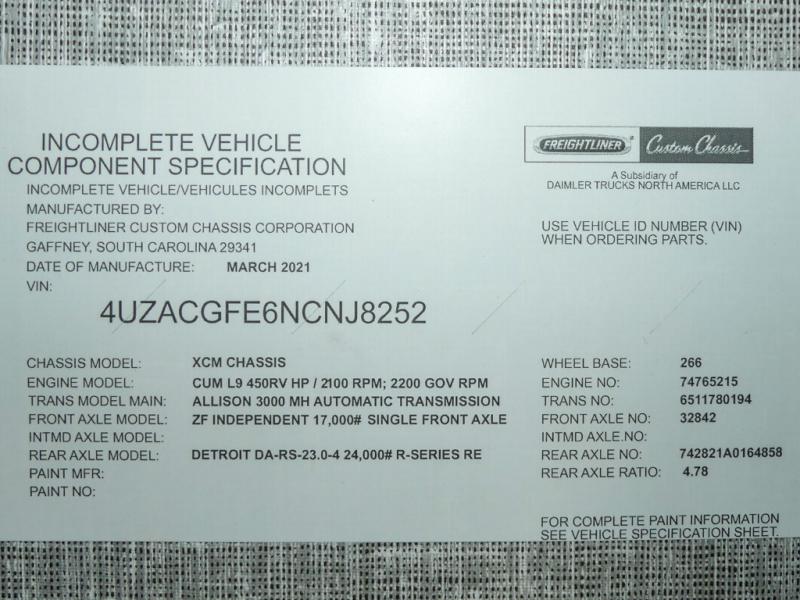 INCOMPLETE VEHICLE
COMPONENT SPECIFICATION
INCOMPLETE VEHICLE/VEHICULES INCOMPLETS
MANUFACTURED BY:
FREIGHTLINER CUSTOM CHASSIS CORPORATION
GAFFNEY, SOUTH CAROLINA 29341
DATE OF MANUFACTURE: MARCH 2021
VIN:
4UZACGFE6NCNJ8252
FREIGHTLINER Custom Chassis
A Subsidiary of
DAIMLER TRUCKS NORTH AMERICA LLC
USE VEHICLE ID NUMBER (VIN)
WHEN ORDERING PARTS.
CHASSIS MODEL: XCM CHASSIS
ENGINE MODEL: CUM L9 450RV HP / 2100 RPM; 2200 GOV RPM
TRANS MODEL MAIN: ALLISON 3000 MH AUTOMATIC TRANSMISSION
FRONT AXLE MODEL: ZF INDEPENDENT 17,000# SINGLE FRONT AXLE
INTMD AXLE MODEL:
REAR AXLE MODEL: DETROIT DA-RS-23.0-4 24,000# R-SERIES RE
PAINT MFR:
PAINT NO:
WHEEL BASE: 266
ENGINE NO: 74765215
TRANS NO: 6511780194
FRONT AXLE NO: 32842
INTMD AXLE.NO:
REAR AXLE NO: 742821A0164858
REAR AXLE RATIO: 4.78
FOR COMPLETE PAINT INFORMATION
SEE VEHICLE SPECIFICATION SHEET.